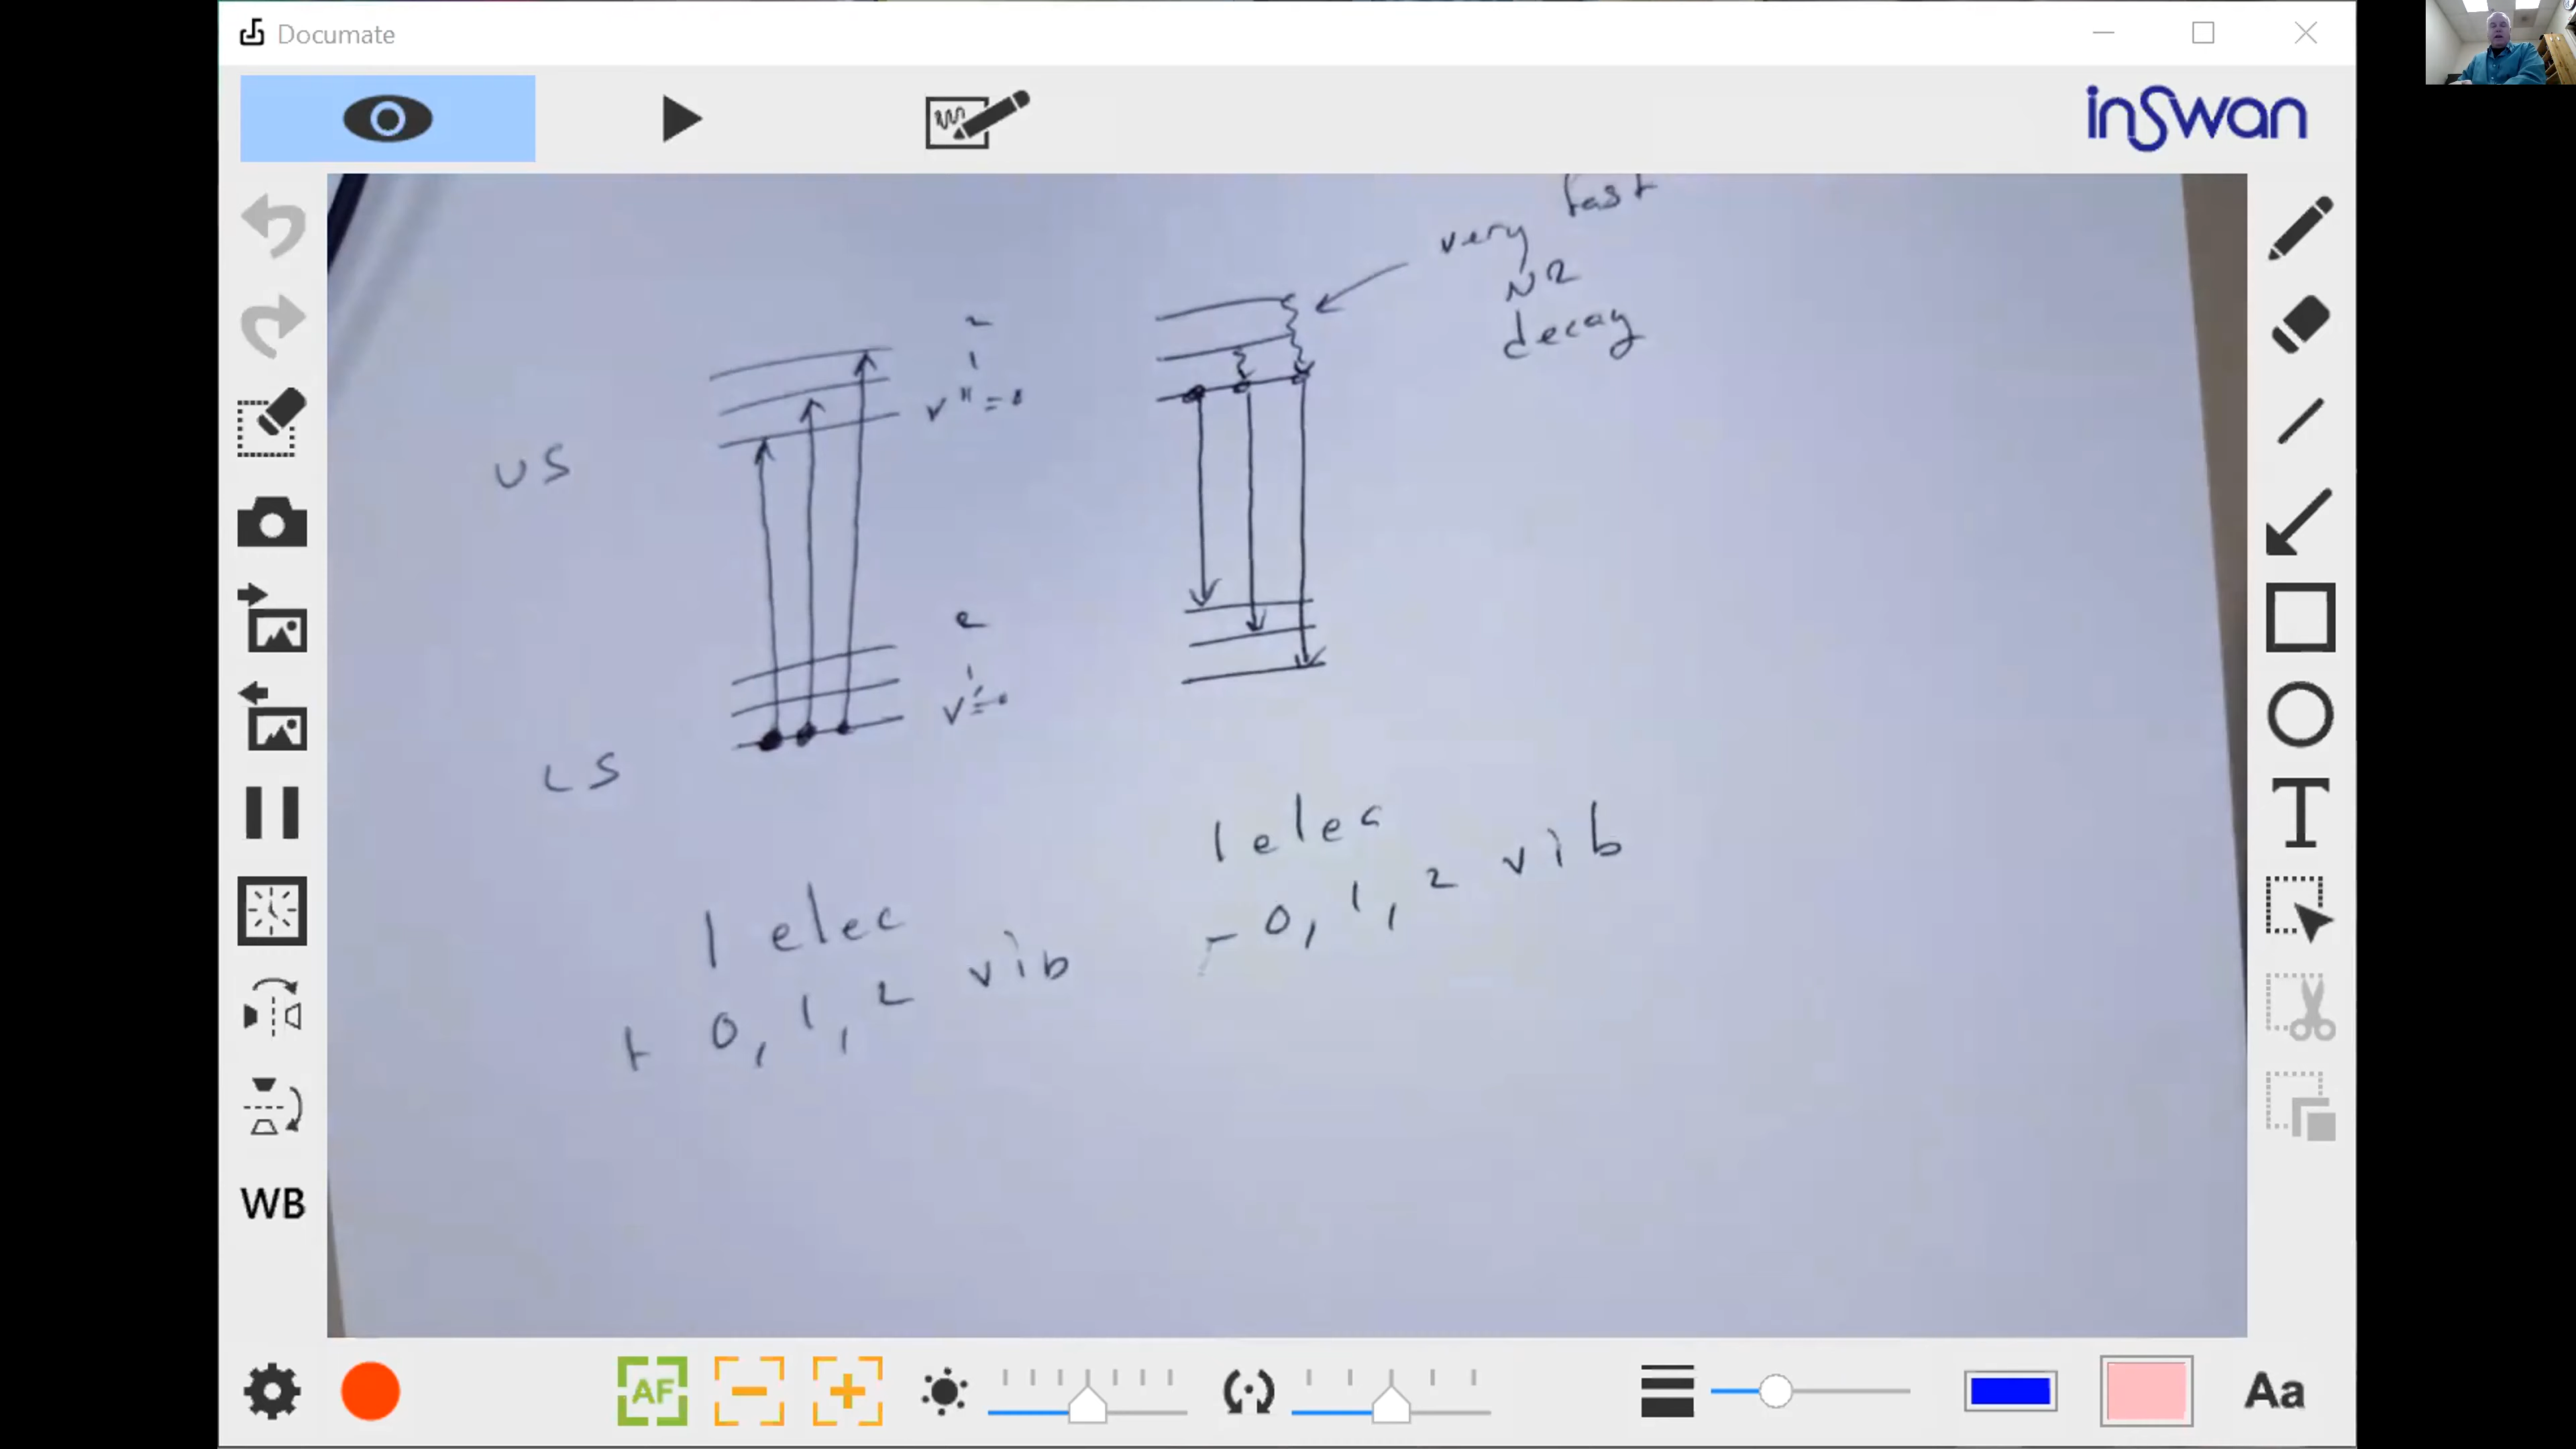 Documate
inSwan
fast
very
NR
decay
2
1
v"=0
US
2
1
v'=0
LS
1 elec
+ 0, 1, 2 vib
1 elec
- 0, 1, 2 vib
WB
AF
T
Aa